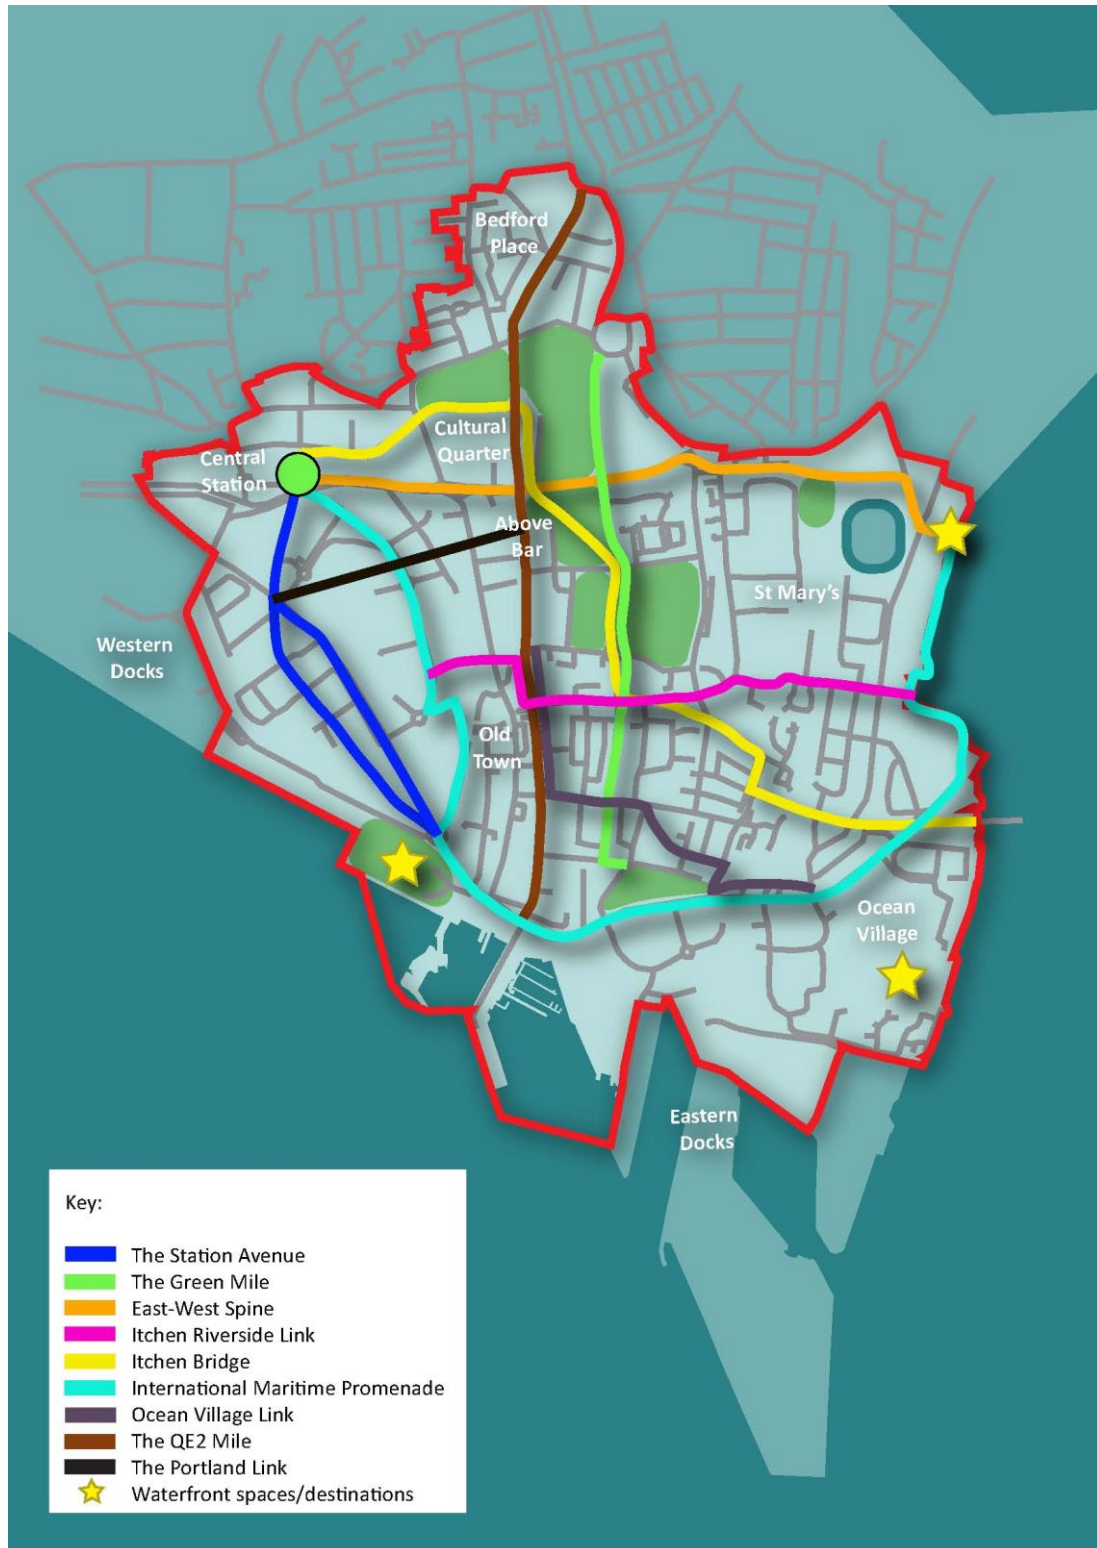 Bedford
Place
Cultural
Quarter
Central
Station
Above
Bar
St Mary's
Western
Docks
Old
Town
Ocean
Village
Eastern
Docks
Key:
The Station Avenue
The Green Mile
East-West Spine
Itchen Riverside Link
Itchen Bridge
International Maritime Promenade
Ocean Village Link
The QE2 Mile
The Portland Link
Waterfront spaces/destinations